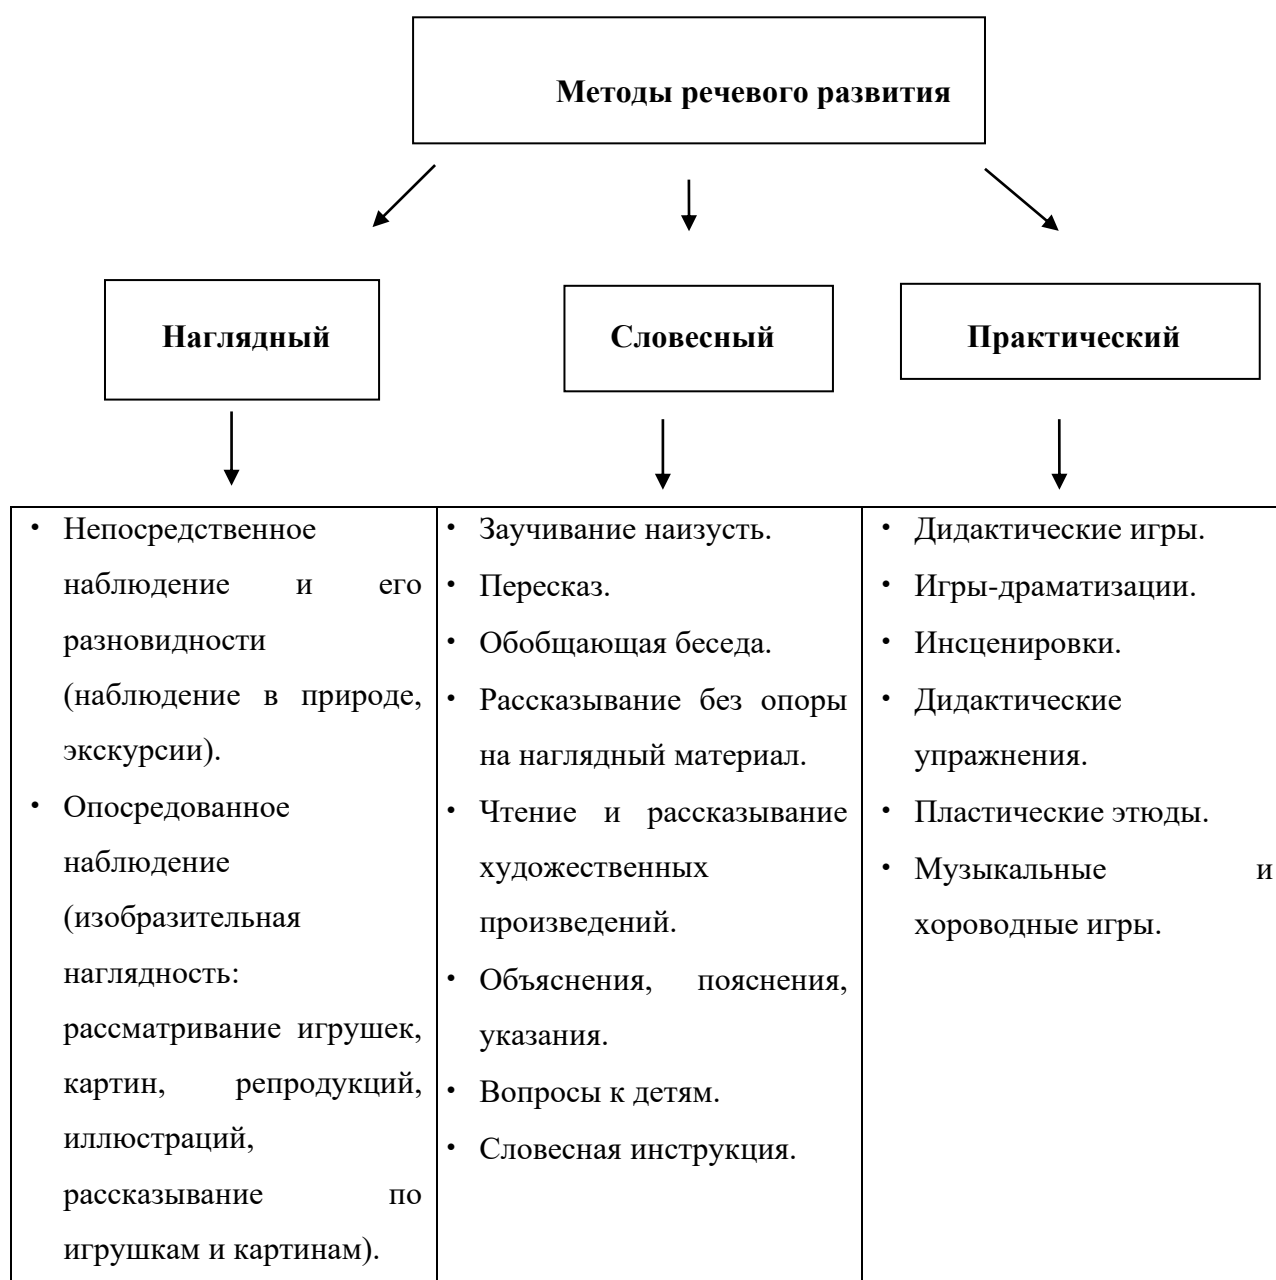 Методы речевого развития
Наглядный
Словесный
Практический
• Непосредственное
наблюдение и его
разновидности
(наблюдение в природе,
экскурсии).
• Опосредованное
наблюдение
(изобразительная
наглядность:
рассматривание игрушек,
картин, репродукций,
иллюстраций,
рассказывание по
игрушкам и картинам).
• Заучивание наизусть.
• Пересказ.
• Обобщающая беседа.
• Рассказывание без опоры
на наглядный материал.
• Чтение и рассказывание
художественных
произведений.
• Объяснения, пояснения,
указания.
• Вопросы к детям.
• Словесная инструкция.
• Дидактические игры.
• Игры-драматизации.
• Инсценировки.
• Дидактические
упражнения.
• Пластические этюды.
• Музыкальные и
хороводные игры.